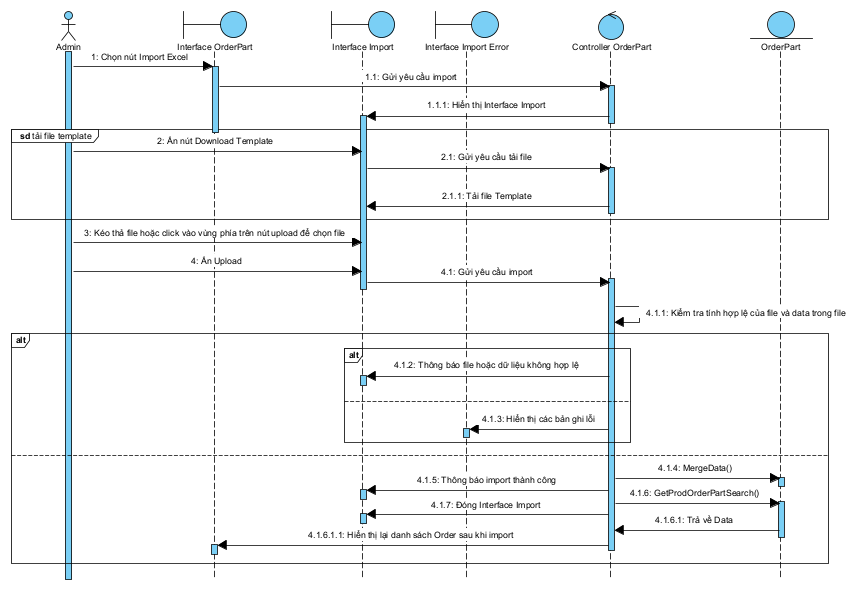 Admin
Interface OrderPart
Interface Import
Interface Import Error
Controller OrderPart
OrderPart
1: Chọn nút Import Excel
1.1: Gửi yêu cầu import
1.1.1: Hiển thị Interface Import
sd tải file template
2: Ấn nút Download Template
2.1: Gửi yêu cầu tải file
2.1.1: Tải file Template
3: Kéo thả file hoặc click vào vùng phía trên nút upload để chọn file
4: Ấn Upload
4.1: Gửi yêu cầu import
4.1.1: Kiểm tra tính hợp lệ của file và data trong file
alt
alt
4.1.2: Thông báo file hoặc dữ liệu không hợp lệ
4.1.3: Hiển thị các bản ghi lỗi
4.1.4: MergeData()
4.1.5: Thông báo import thành công
4.1.6: GetProdOrderPartSearch()
4.1.7: Đóng Interface Import
4.1.6.1: Trả về Data
4.1.6.1.1: Hiển thị lại danh sách Order sau khi import